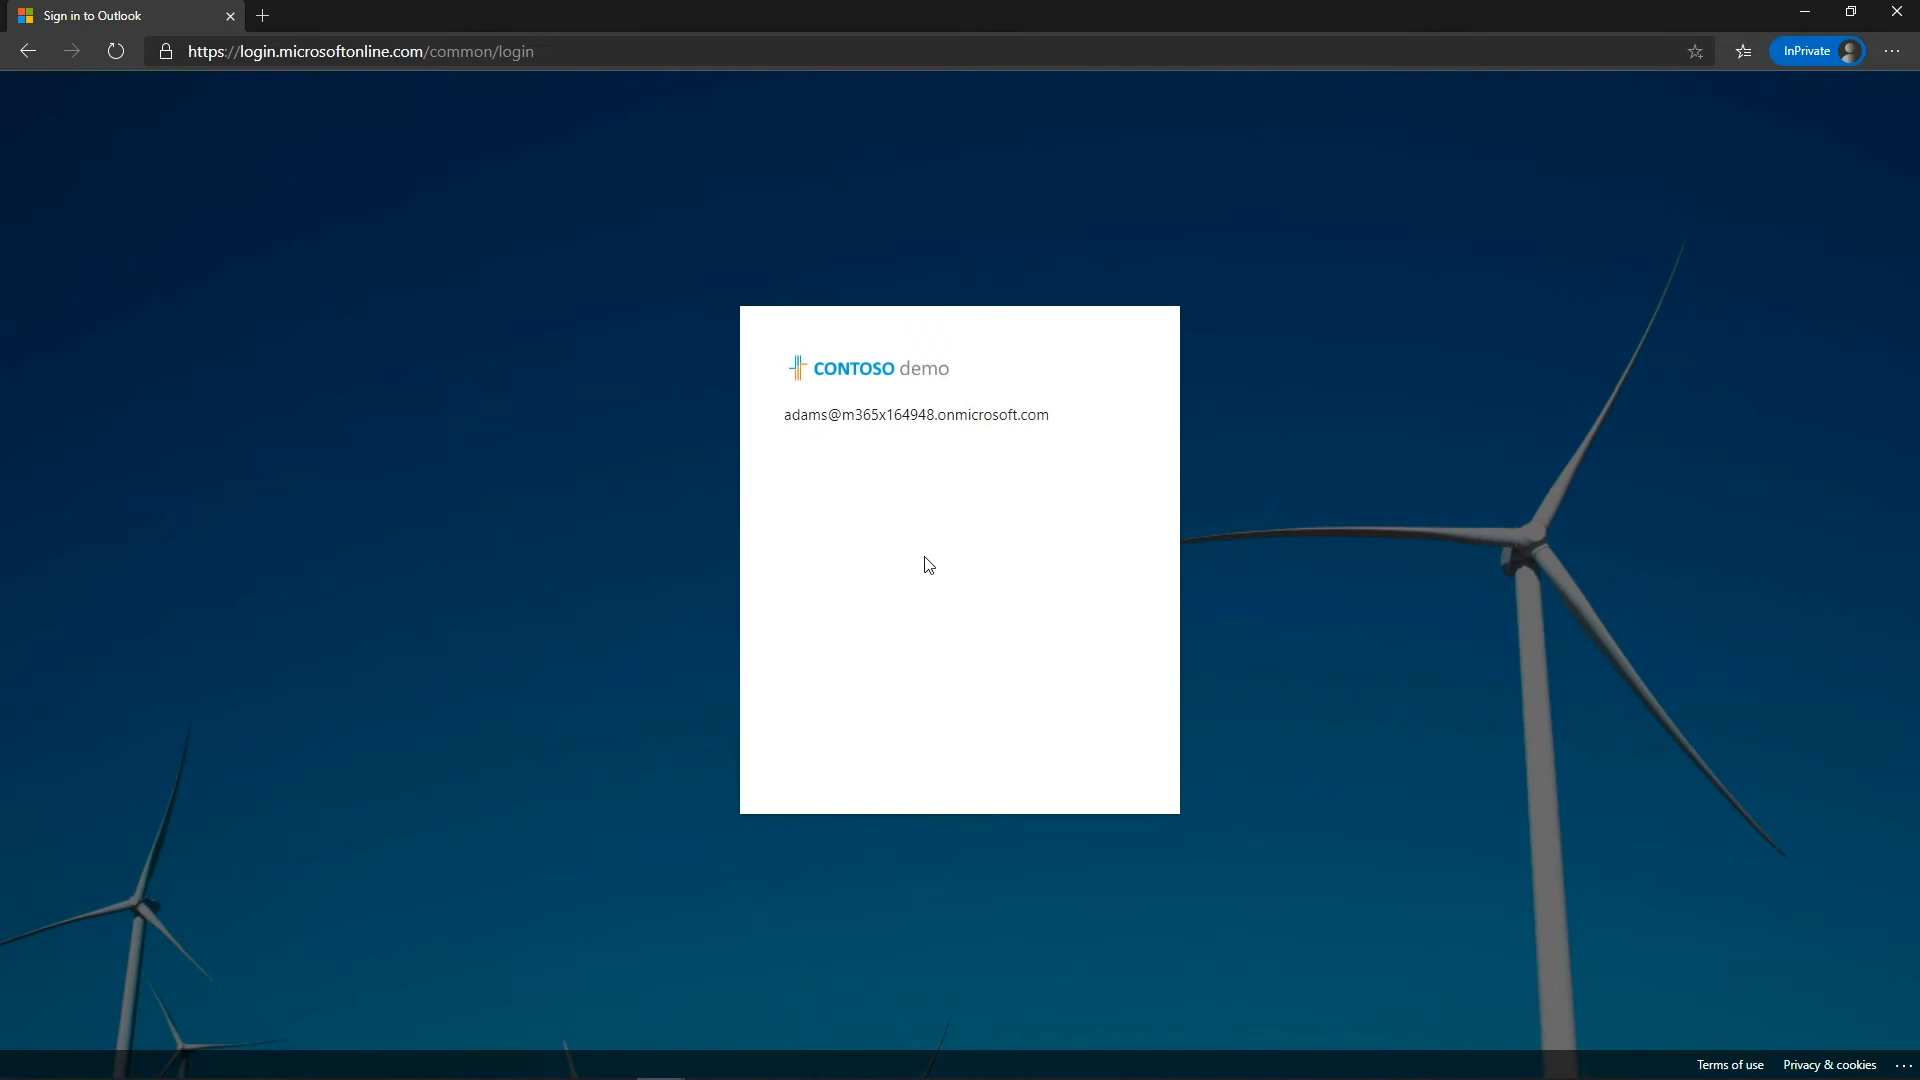 Sign in to Outlook
https://login.microsoftonline.com/common/login
InPrivate
CONTOSO demo
adams@m365x164948.onmicrosoft.com
Terms of use Privacy & cookies